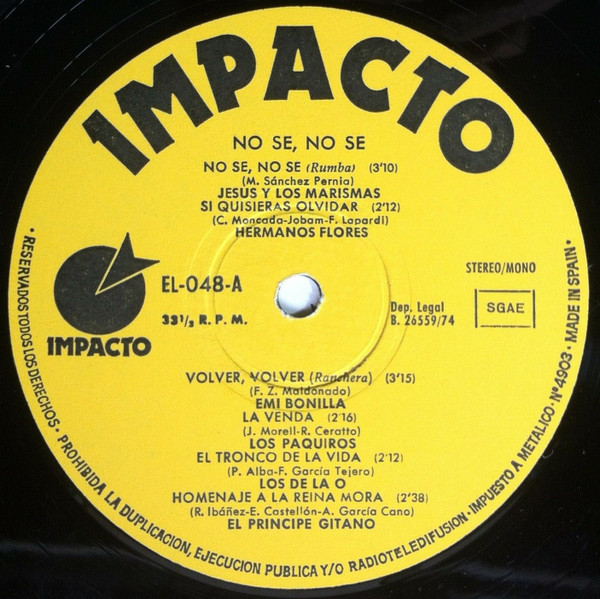 IMPACTO
NO SE, NO SE
NO SE, NO SE (Rumba) (3'10)
(M. Sánchez Pernia)
JESUS Y LOS MARISMAS
SI QUISIERAS OLVIDAR (2'12)
(C. Moncada-Jobam-F. Lapardi)
HERMANOS FLORES
IMPACTO
EL-048-A
33 1/3 R. P. M.
STEREO/MONO
Dep. Legal
B. 26559/74
SGAE
VOLVER, VOLVER (Ranchera) (3'15)
(F. Z. Maldonado)
EMI BONILLA
LA VENDA (2'16)
(J. Morell-R. Ceratto)
LOS PAQUIROS
EL TRONCO DE LA VIDA (2'12)
(P. Alba-F. García Tejero)
LOS DE LA O
HOMENAJE A LA REINA MORA (2'38)
(R. Ibáñez-E. Castellón-A. García Cano)
EL PRINCIPE GITANO
• RESERVADOS TODOS LOS DERECHOS • PROHIBIDA LA DUPLICACION, EJECUCION PUBLICA Y/O RADIOTELEDIFUSION • IMPUESTO A METALICO • Nº 4903 • MADE IN SPAIN •